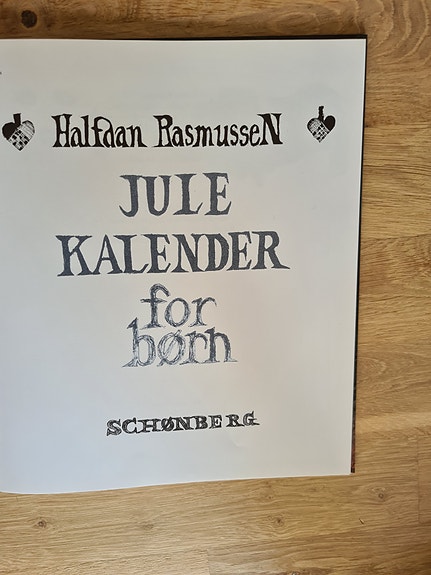 Halfdan Rasmussen
JULE
KALENDER
for
børn
SCHØNBERG